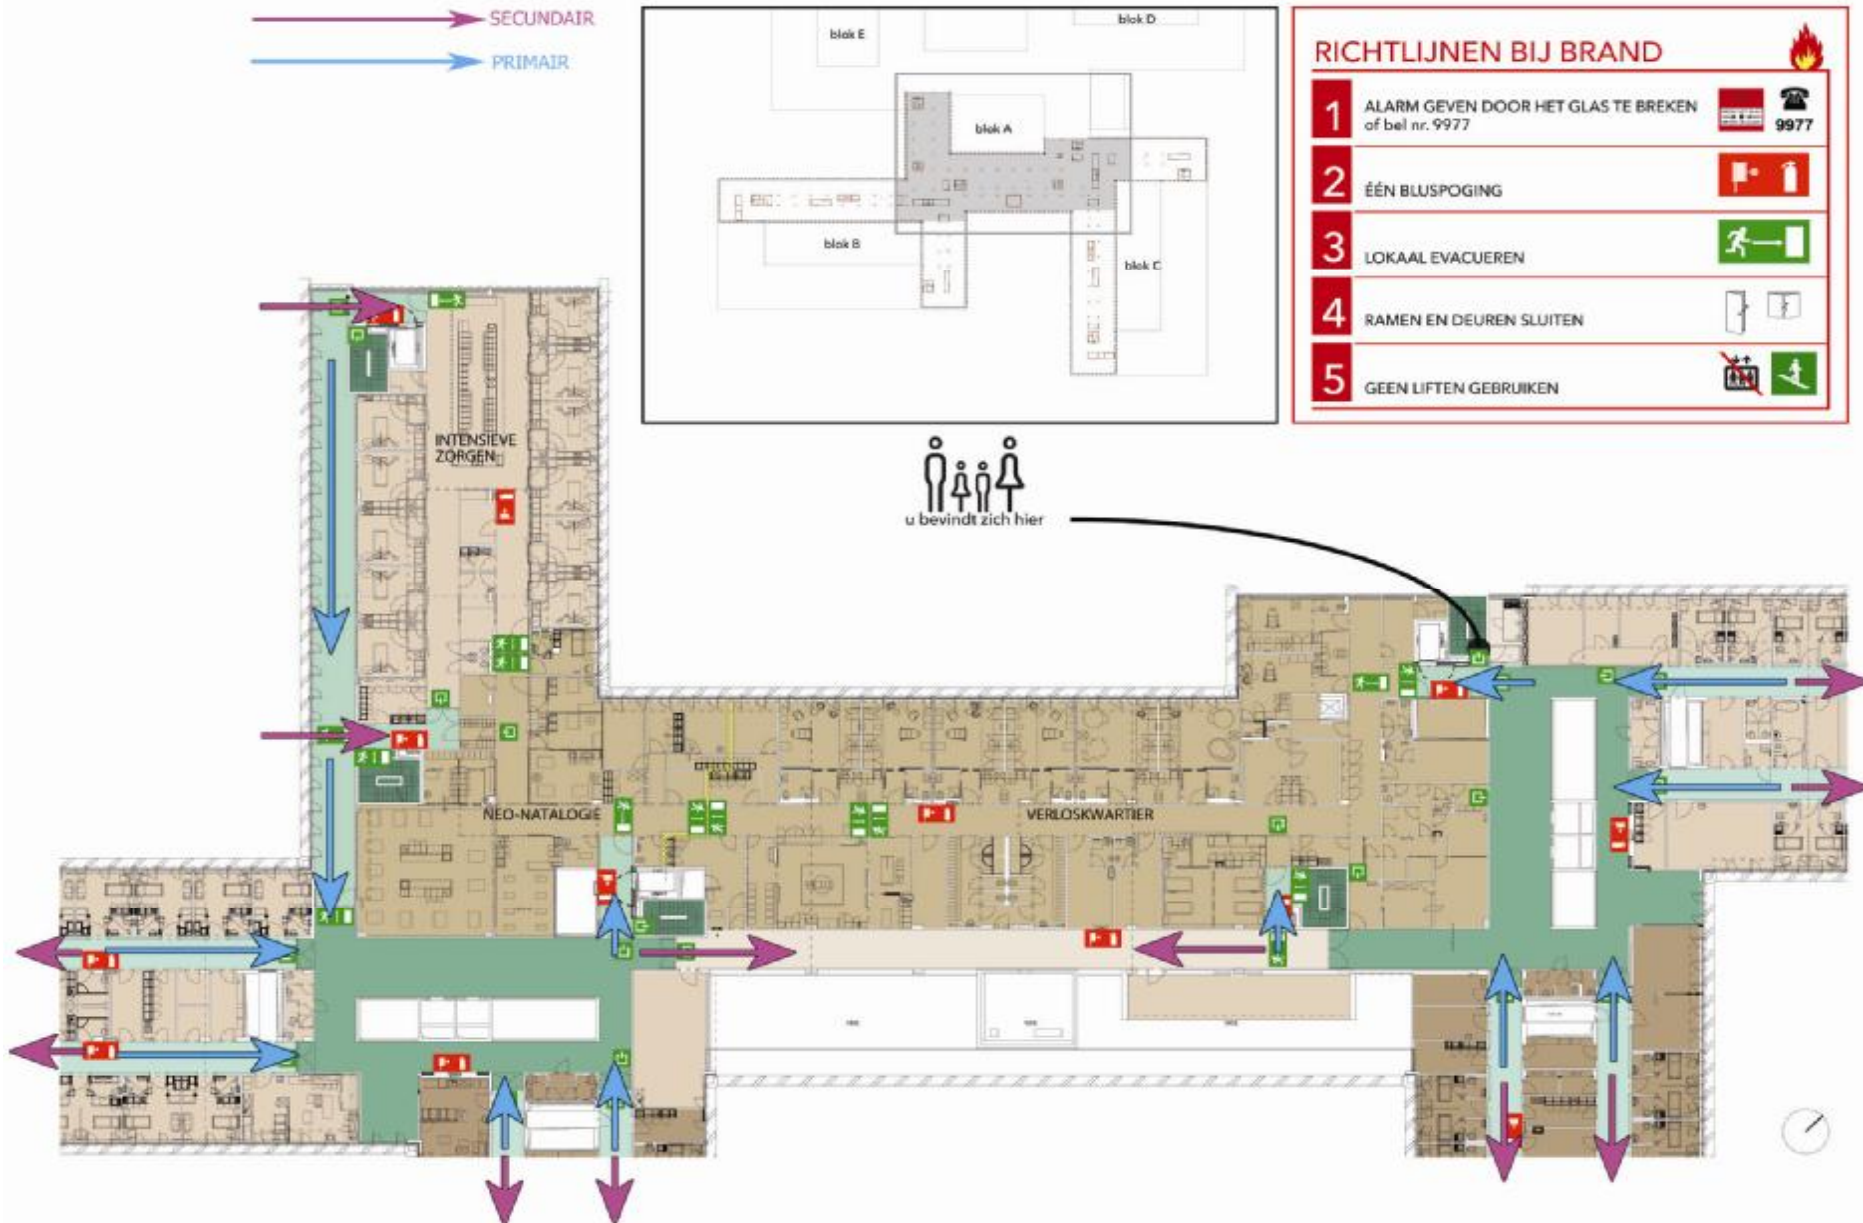 SECUNDAIR
PRIMAIR
blok E
blok D
blok A
blok B
blok C
RICHTLIJNEN BIJ BRAND
1
ALARM GEVEN DOOR HET GLAS TE BREKEN
of bel nr. 9977
9977
2
ÉÉN BLUSPOGING
3
LOKAAL EVACUEREN
4
RAMEN EN DEUREN SLUITEN
5
GEEN LIFTEN GEBRUIKEN
u bevindt zich hier
INTENSIEVE
ZORGEN
NEO-NATALOGIE
VERLOSKWARTIER